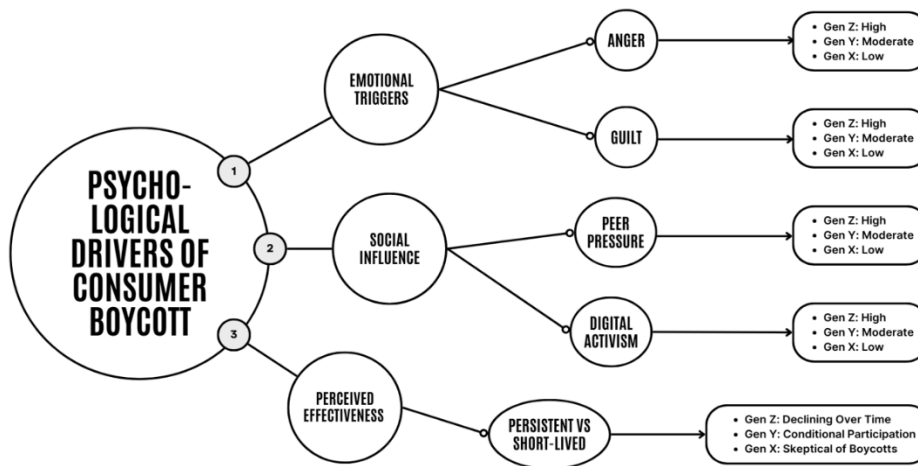 PSYCHO-
LOGICAL
DRIVERS OF
CONSUMER
BOYCOTT
1
EMOTIONAL
TRIGGERS
ANGER
• Gen Z: High
• Gen Y: Moderate
• Gen X: Low
GUILT
• Gen Z: High
• Gen Y: Moderate
• Gen X: Low
2
SOCIAL
INFLUENCE
PEER
PRESSURE
• Gen Z: High
• Gen Y: Moderate
• Gen X: Low
DIGITAL
ACTIVISM
• Gen Z: High
• Gen Y: Moderate
• Gen X: Low
3
PERCEIVED
EFFECTIVENESS
PERSISTENT VS
SHORT-LIVED
• Gen Z: Declining Over Time
• Gen Y: Conditional Participation
• Gen X: Skeptical of Boycotts